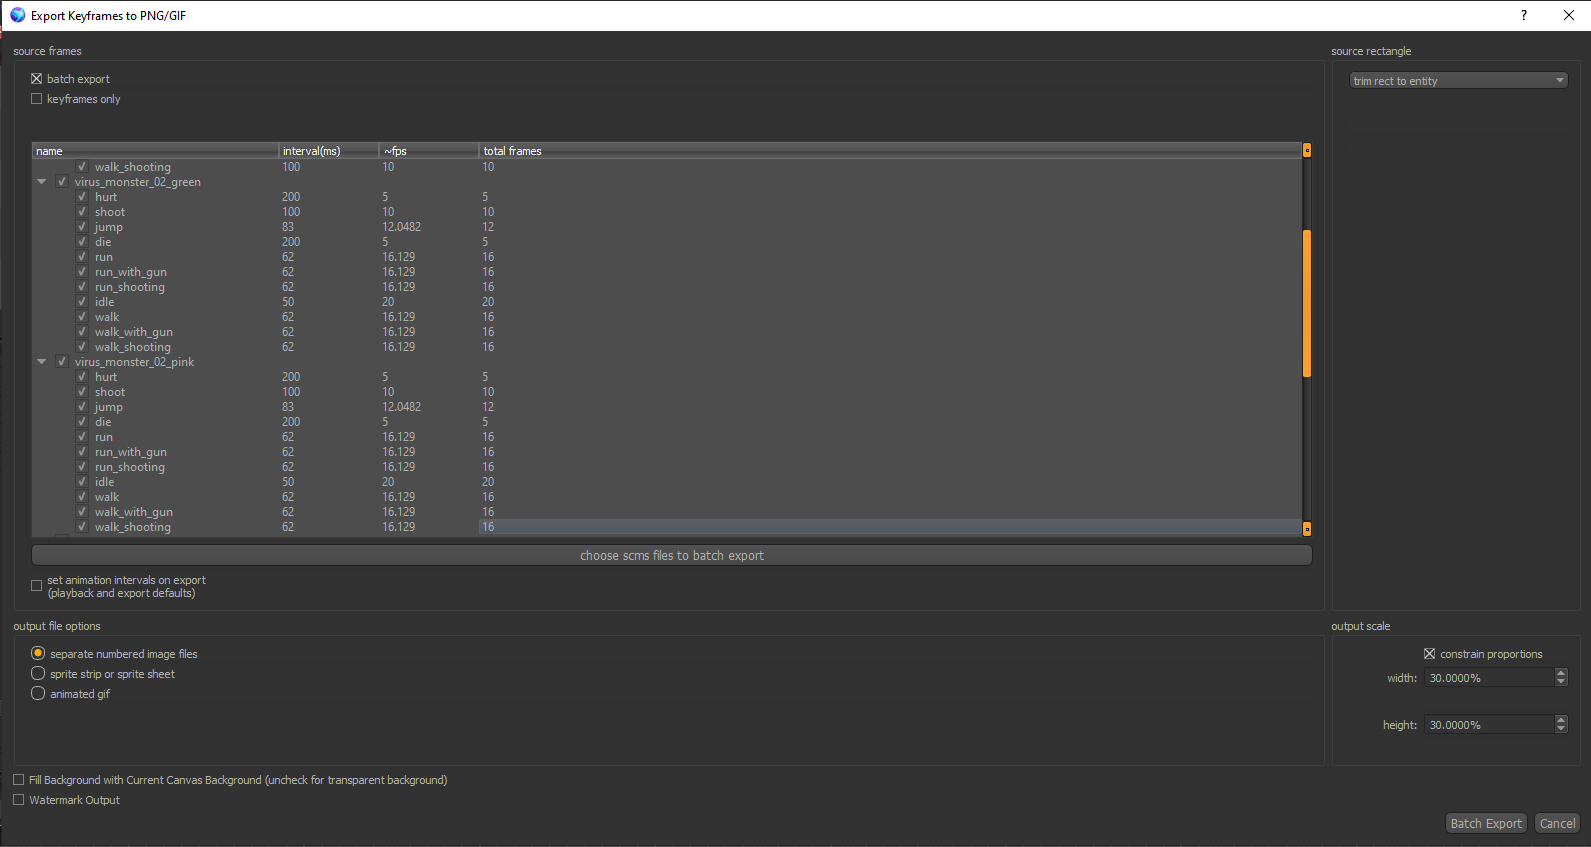 Export Keyframes to PNG/GIF ?
source frames
source rectangle
batch export
trim rect to entity
keyframes only
name interval(ms) ~fps total frames
walk_shooting 100 10 10
virus_monster_02_green
hurt 200 5 5
shoot 100 10 10
jump 83 12.0482 12
die 200 5 5
run 62 16.129 16
run_with_gun 62 16.129 16
run_shooting 62 16.129 16
idle 50 20 20
walk 62 16.129 16
walk_with_gun 62 16.129 16
walk_shooting 62 16.129 16
virus_monster_02_pink
hurt 200 5 5
shoot 100 10 10
jump 83 12.0482 12
die 200 5 5
run 62 16.129 16
run_with_gun 62 16.129 16
run_shooting 62 16.129 16
idle 50 20 20
walk 62 16.129 16
walk_with_gun 62 16.129 16
walk_shooting 62 16.129 16
choose scms files to batch export
set animation intervals on export
(playback and export defaults)
output file options
output scale
separate numbered image files
constrain proportions
sprite strip or sprite sheet
width: 30.0000%
animated gif
height: 30.0000%
Fill Background with Current Canvas Background (uncheck for transparent background)
Watermark Output
Batch Export Cancel